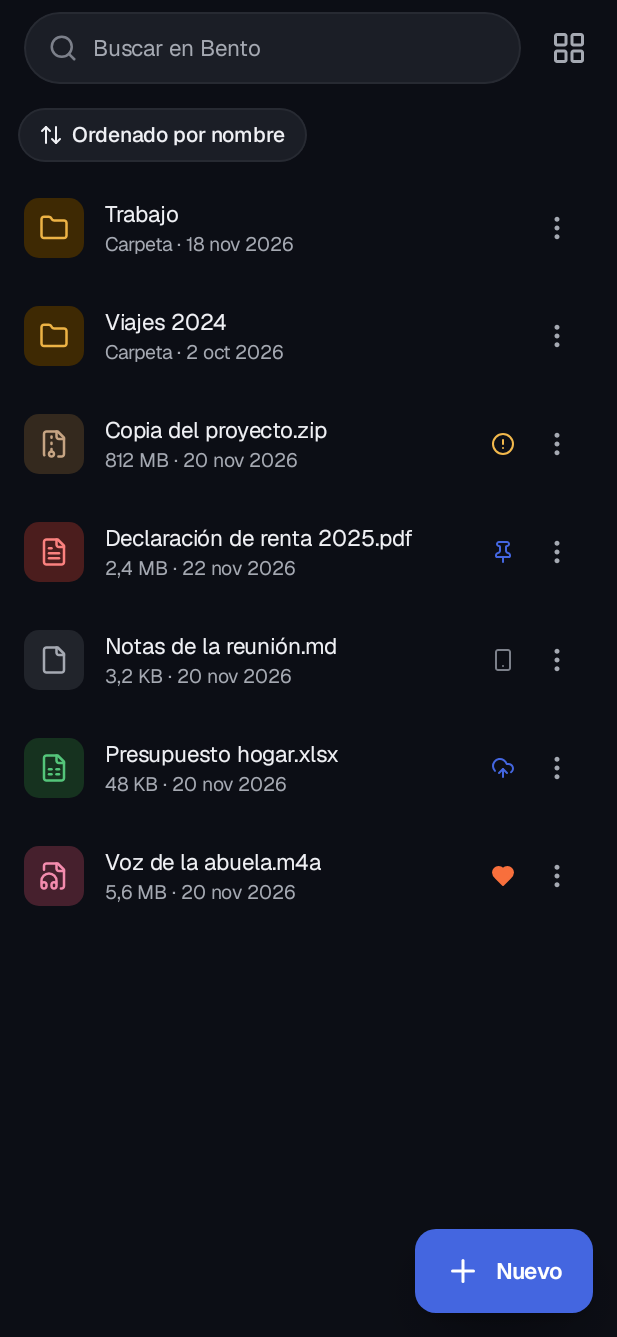 Buscar en Bento
Ordenado por nombre
Trabajo
Carpeta · 18 nov 2026
Viajes 2024
Carpeta · 2 oct 2026
Copia del proyecto.zip
812 MB · 20 nov 2026
Declaración de renta 2025.pdf
2,4 MB · 22 nov 2026
Notas de la reunión.md
3,2 KB · 20 nov 2026
Presupuesto hogar.xlsx
48 KB · 20 nov 2026
Voz de la abuela.m4a
5,6 MB · 20 nov 2026
Nuevo